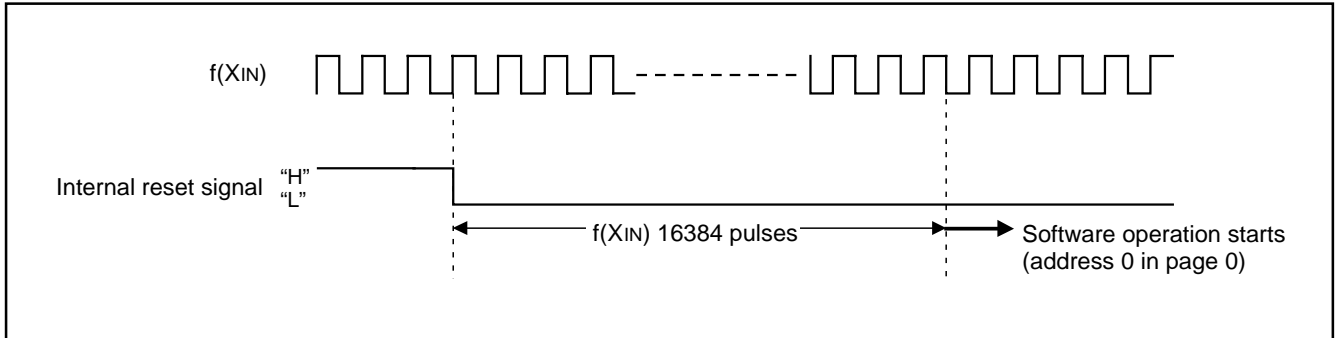 f(XIN)
Internal reset signal “H”
“L”
f(XIN) 16384 pulses
Software operation starts
(address 0 in page 0)